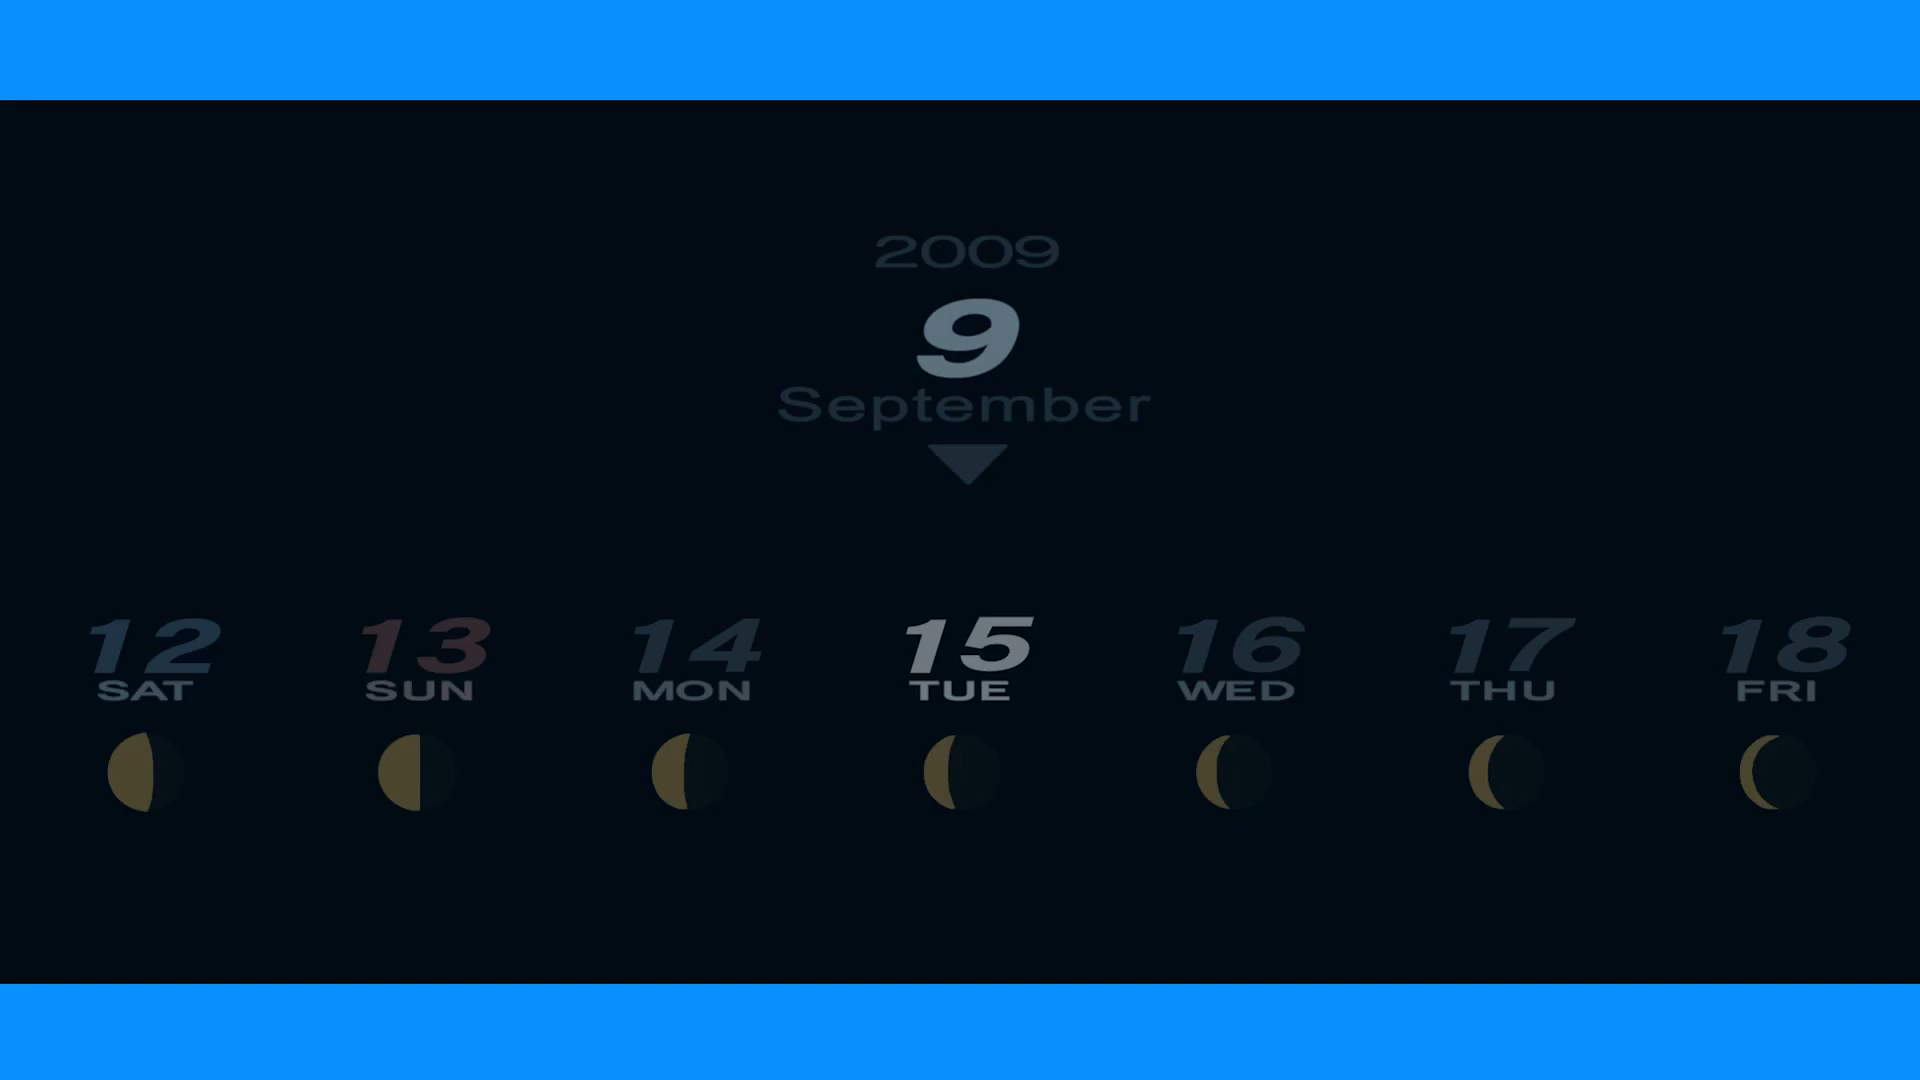 2009
9
September
12 13 14 15 16 17 18
SAT SUN MON TUE WED THU FRI